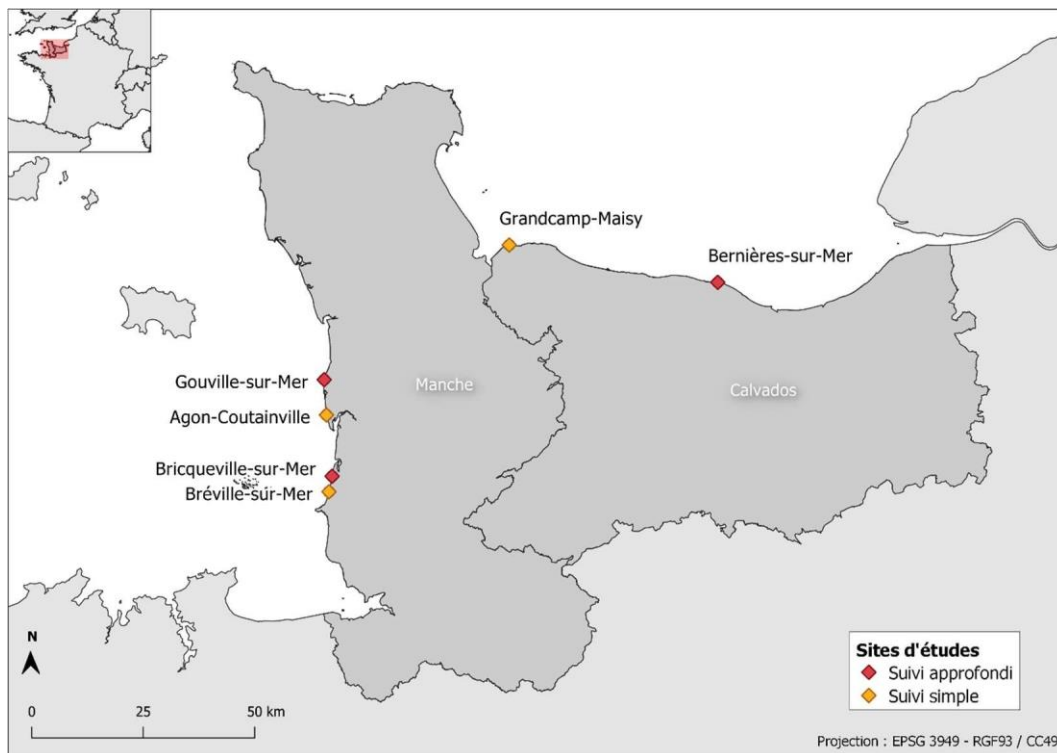 Grandcamp-Maisy
Bernières-sur-Mer
Gouville-sur-Mer
Manche
Calvados
Agon-Coutainville
Bricqueville-sur-Mer
Bréville-sur-Mer
N
0 25 50 km
Sites d'études
Suivi approfondi
Suivi simple
Projection : EPSG 3949 - RGF93 / CC49